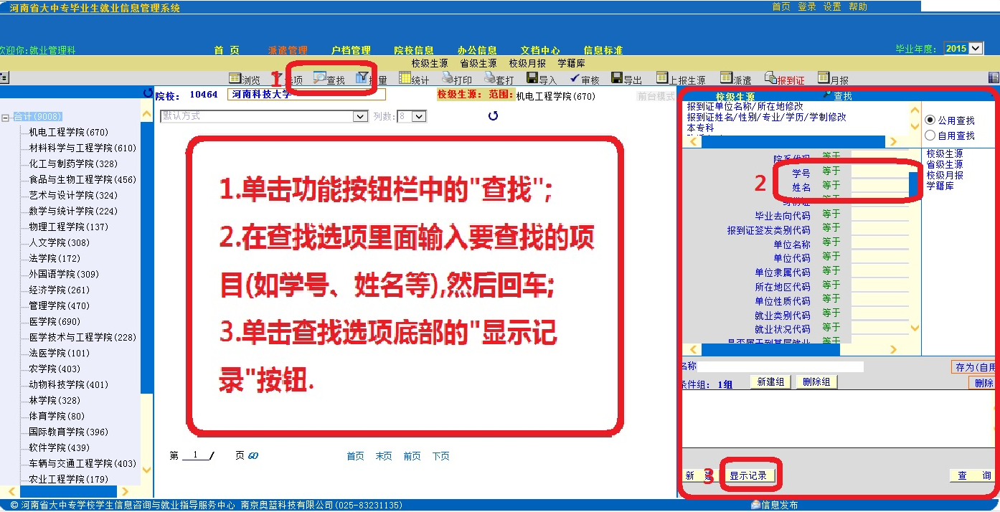 河南省大中专毕业生就业信息管理系统
首页 登录 设置 帮助
欢迎你:就业管理科
首 页 派遣管理 户档管理 院校信息 办公信息 文档中心 信息标准
毕业年度: 2015
校级生源 省级生源 校级月报 学籍库
1
浏览 选项 查找 批量 统计 打印 套打 导入 审核 导出 上报生源 派遣 报到证 月报
院校: 10464 河南科技大学
校级生源: 范围:机电工程学院(670)
前台模式
默认方式 列数: 8
合计(9008)
机电工程学院(670)
材料科学与工程学院(610)
化工与制药学院(328)
食品与生物工程学院(456)
艺术与设计学院(324)
数学与统计学院(224)
物理工程学院(137)
人文学院(308)
法学院(172)
外国语学院(309)
经济学院(261)
管理学院(470)
医学院(690)
医学技术与工程学院(228)
法医学院(101)
农学院(403)
动物科技学院(401)
林学院(328)
体育学院(80)
国际教育学院(396)
软件学院(439)
车辆与交通工程学院(403)
农业工程学院(179)
1.单击功能按钮栏中的"查找";
2.在查找选项里面输入要查找的项
目(如学号、姓名等),然后回车;
3.单击查找选项底部的"显示记
录"按钮.
第 1 / 页 GO 首页 末页 前页 下页
校级生源 查找
报到证单位名称/所在地修改
报到证姓名/性别/专业/学历/学制修改
本专科
公用查找
自用查找
校级生源
省级生源
校级月报
学籍库
2
院系代码 等于
学号 等于
姓名 等于
身份证 等于
毕业去向代码 等于
报到证签发类别代码 等于
单位名称 等于
单位代码 等于
单位隶属代码 等于
所在地区代码 等于
单位性质代码 等于
就业类别代码 等于
就业状况代码 等于
是否属于到基层就业 等于
名称
存为(自用
条件组: 1组 新建组 删除组 删除
3
新 建 显示记录 查 询
© 河南省大中专学校学生信息咨询与就业指导服务中心 南京奥蓝科技有限公司(025-83231135)
信息发布